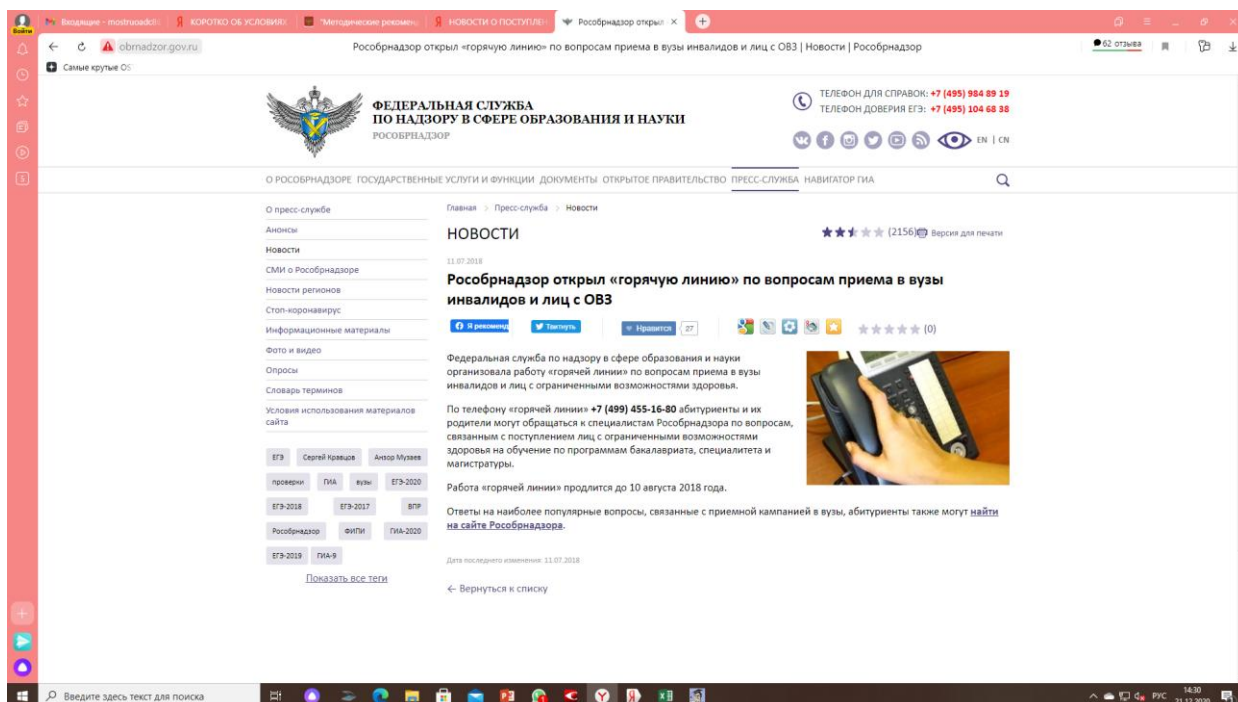 Войти
Входящие - mostruoadcli
КОРОТКО ОБ УСЛОВИЯХ
"Методические рекомен
НОВОСТИ О ПОСТУПЛЕН
Рособрнадзор открыл
obrnadzor.gov.ru
Рособрнадзор открыл «горячую линию» по вопросам приема в вузы инвалидов и лиц с ОВЗ | Новости | Рособрнадзор
62 отзыва
Самые крутые OS
ФЕДЕРАЛЬНАЯ СЛУЖБА
ПО НАДЗОРУ В СФЕРЕ ОБРАЗОВАНИЯ И НАУКИ
РОСОБРНАДЗОР
ТЕЛЕФОН ДЛЯ СПРАВОК: +7 (495) 984 89 19
ТЕЛЕФОН ДОВЕРИЯ ЕГЭ: +7 (495) 104 68 38
EN | CN
О РОСОБРНАДЗОРЕ ГОСУДАРСТВЕННЫЕ УСЛУГИ И ФУНКЦИИ ДОКУМЕНТЫ ОТКРЫТОЕ ПРАВИТЕЛЬСТВО ПРЕСС-СЛУЖБА НАВИГАТОР ГИА
О пресс-службе
Анонсы
Новости
СМИ о Рособрнадзоре
Новости регионов
Стоп-коронавирус
Информационные материалы
Фото и видео
Опросы
Словарь терминов
Условия использования материалов
сайта
ЕГЭ Сергей Кравцов Анзор Музаев
проверки ГИА вузы ЕГЭ-2020
ЕГЭ-2018 ЕГЭ-2017 ВПР
Рособрнадзор ФИПИ ГИА-2020
ЕГЭ-2019 ГИА-9
Показать все теги
Главная > Пресс-служба > Новости
НОВОСТИ
(2156) Версия для печати
11.07.2018
Рособрнадзор открыл «горячую линию» по вопросам приема в вузы
инвалидов и лиц с ОВЗ
Я рекоменд
Твитнуть
Нравится 27
(0)
Федеральная служба по надзору в сфере образования и науки
организовала работу «горячей линии» по вопросам приема в вузы
инвалидов и лиц с ограниченными возможностями здоровья.
По телефону «горячей линии» +7 (499) 455-16-80 абитуриенты и их
родители могут обращаться к специалистам Рособрнадзора по вопросам,
связанным с поступлением лиц с ограниченными возможностями
здоровья на обучение по программам бакалавриата, специалитета и
магистратуры.
Работа «горячей линии» продлится до 10 августа 2018 года.
Ответы на наиболее популярные вопросы, связанные с приемной кампанией в вузы, абитуриенты также могут найти
на сайте Рособрнадзора.
Дата последнего изменения: 11.07.2018
← Вернуться к списку
Введите здесь текст для поиска
РУС
14:30
21.12.2020